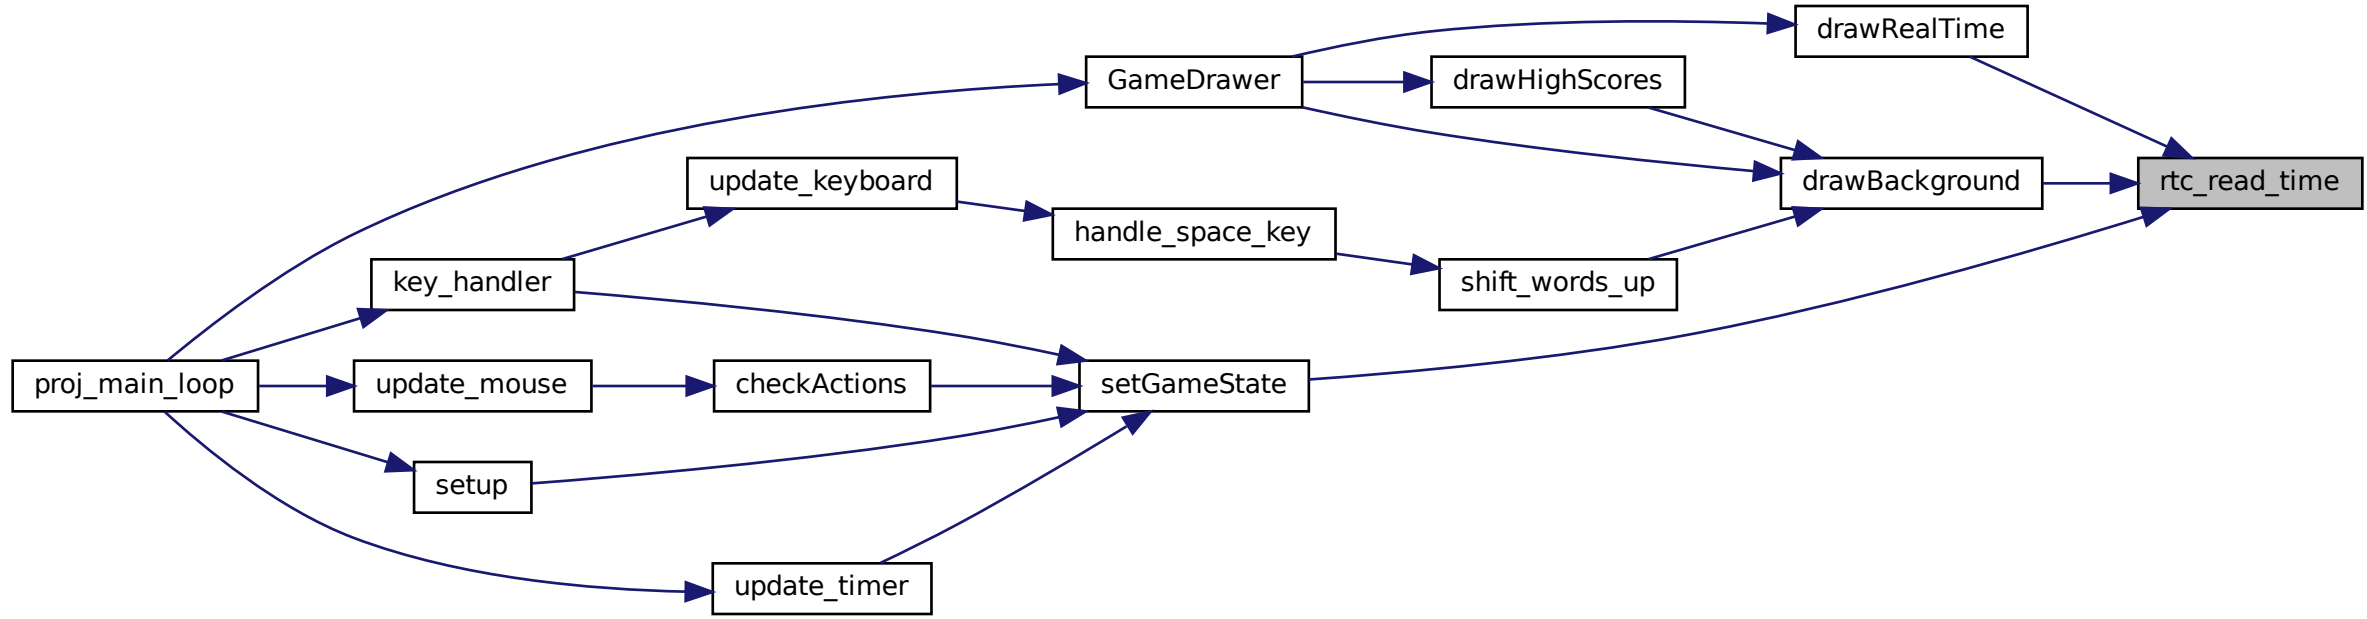 drawRealTime
GameDrawer
drawHighScores
update_keyboard
drawBackground
rtc_read_time
handle_space_key
key_handler
shift_words_up
proj_main_loop
update_mouse
checkActions
setGameState
setup
update_timer